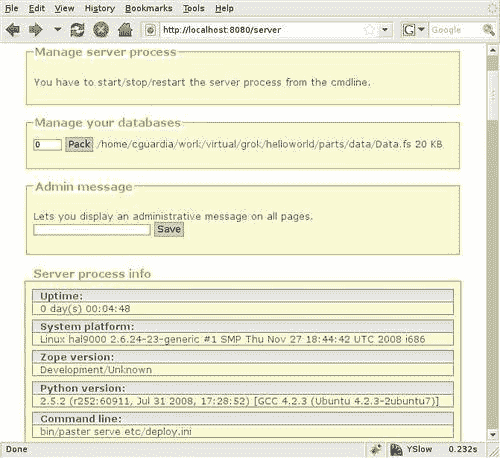 File Edit View History Bookmarks Tools Help
http://localhost:8080/server
G Google
Manage server process
You have to start/stop/restart the server process from the cmdline.
Manage your databases
0 Pack /home/cguardia/work/virtual/grok/helloworld/parts/data/Data.fs 20 KB
Admin message
Lets you display an administrative message on all pages.
Save
Server process info
Uptime:
0 day(s) 00:04:48
System platform:
Linux hal9000 2.6.24-23-generic #1 SMP Thu Nov 27 18:44:42 UTC 2008 i686
Zope version:
Development/Unknown
Python version:
2.5.2 (r252:60911, Jul 31 2008, 17:28:52) [GCC 4.2.3 (Ubuntu 4.2.3-2ubuntu7)]
Command line:
bin/paster serve etc/deploy.ini
Done YSlow 0.232s